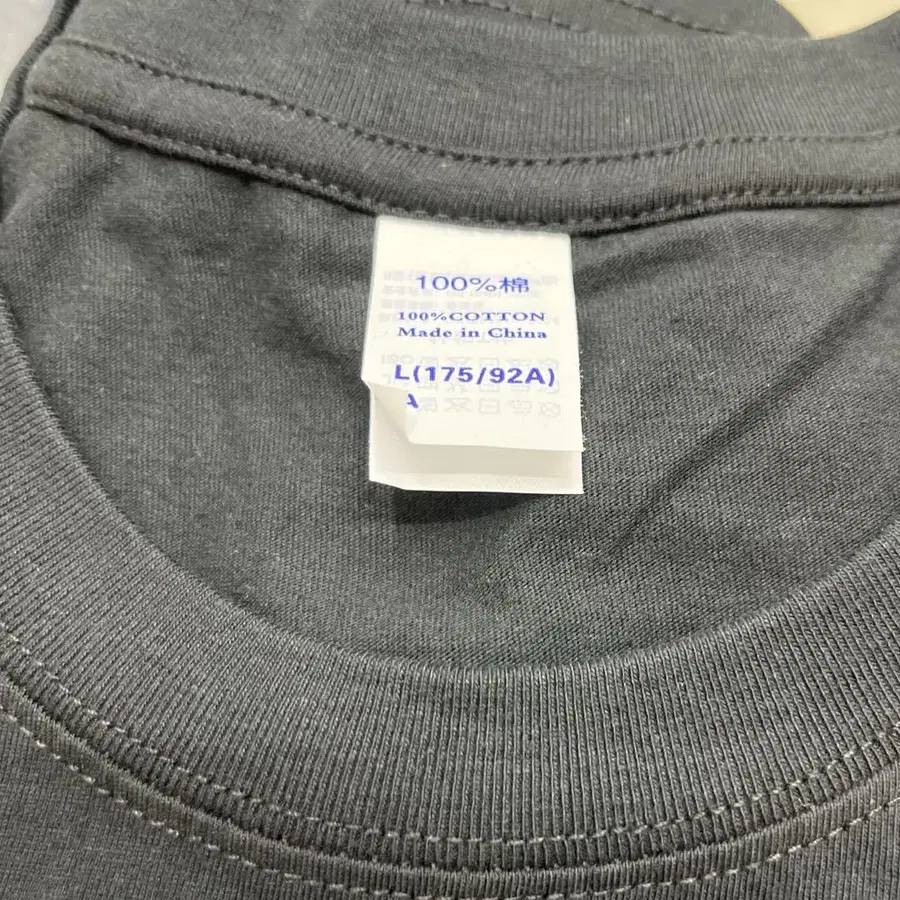 100%棉
100%COTTON
Made in China
L(175/92A)
A